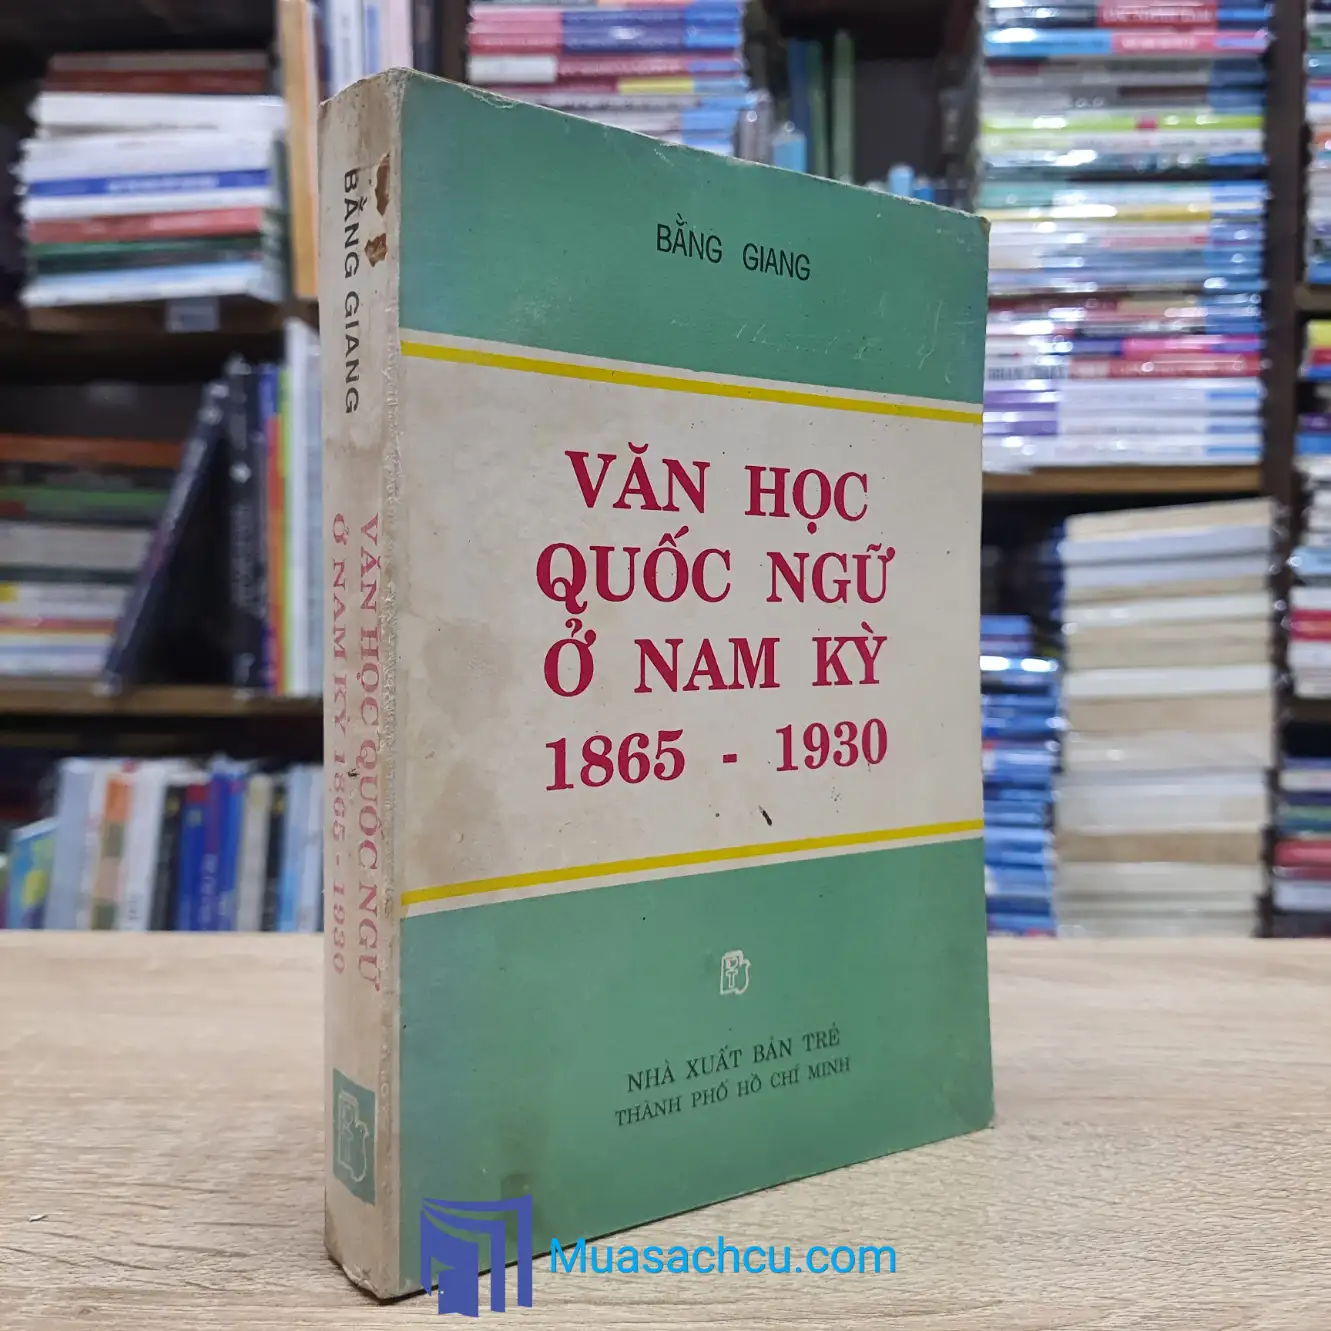 BẰNG GIANG
VĂN HỌC
QUỐC NGỮ
Ở NAM KỲ
1865 - 1930
NHÀ XUẤT BẢN TRẺ
THÀNH PHỐ HỒ CHÍ MINH
BẰNG GIANG
VĂN HỌC QUỐC NGỮ
Ở NAM KỲ 1865 - 1930
Muasachcu.com